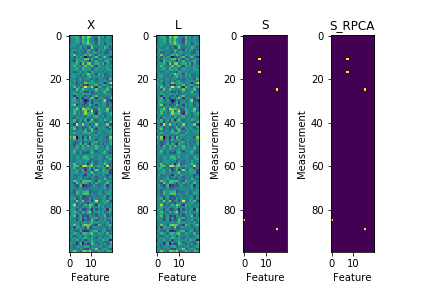 X L S S_RPCA
0 0 0 0
20 20 20 20
40 40 40 40
60 60 60 60
80 80 80 80
Measurement Measurement Measurement Measurement
0 10 0 10 0 10 0 10
Feature Feature Feature Feature